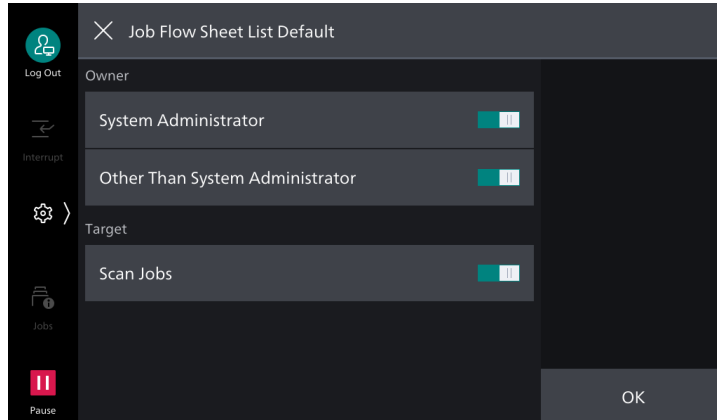 Job Flow Sheet List Default
Log Out
Owner
System Administrator
Interrupt
Other Than System Administrator
Target
Scan Jobs
Jobs
Pause
OK